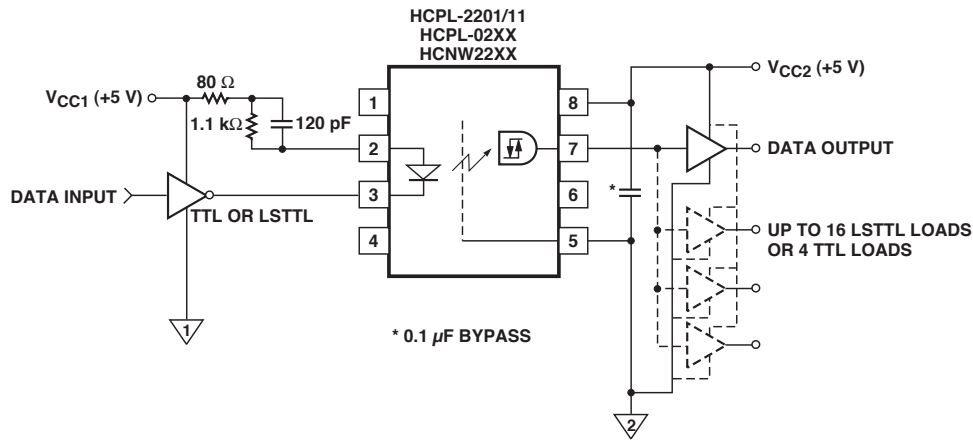 HCPL-2201/11
HCPL-02XX
HCNW22XX
VCC1 (+5 V)
80 Ω
1.1 kΩ
120 pF
1
2
3
4
8
7
6
5
VCC2 (+5 V)
DATA INPUT
TTL OR LSTTL
DATA OUTPUT
*
UP TO 16 LSTTL LOADS
OR 4 TTL LOADS
1
* 0.1 µF BYPASS
2